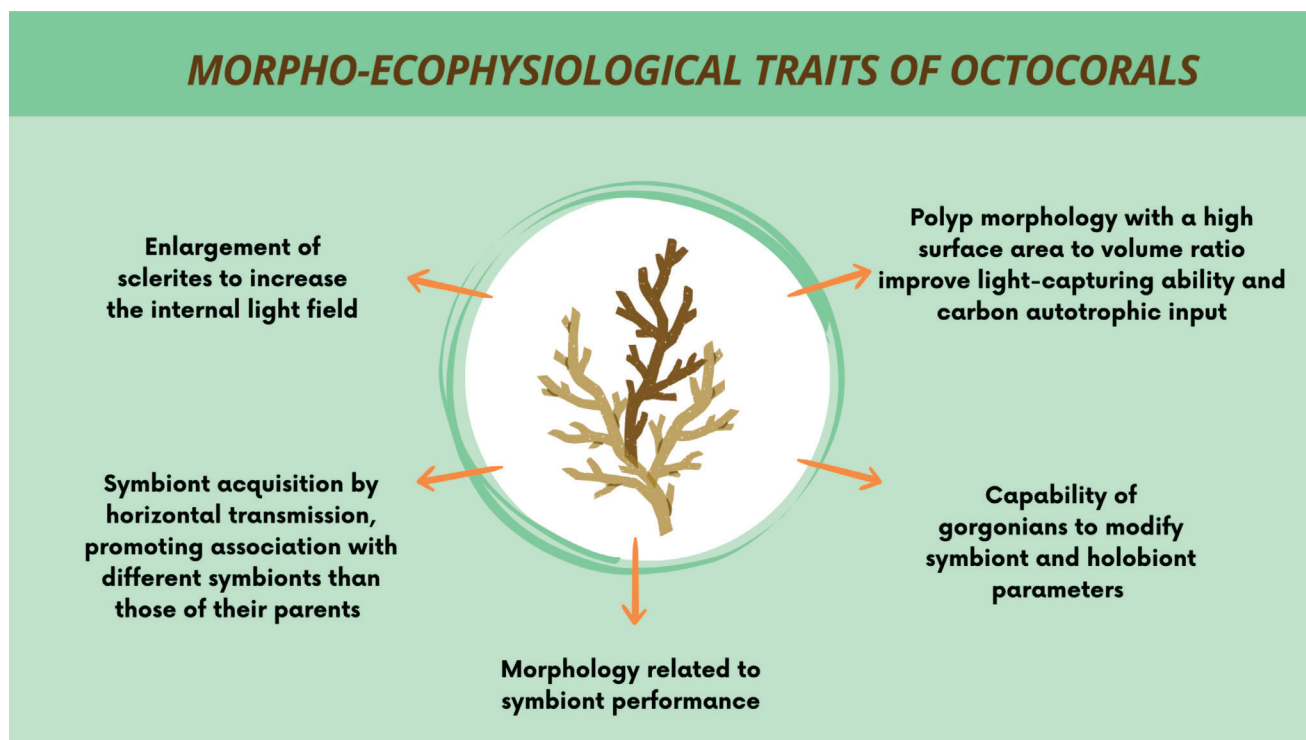 MORPHO-ECOPHYSIOLOGICAL TRAITS OF OCTOCORALS
Enlargement of
sclerites to increase
the internal light field
Polyp morphology with a high
surface area to volume ratio
improve light-capturing ability and
carbon autotrophic input
Symbiont acquisition by
horizontal transmission,
promoting association with
different symbionts than
those of their parents
Capability of
gorgonians to modify
symbiont and holobiont
parameters
Morphology related to
symbiont performance